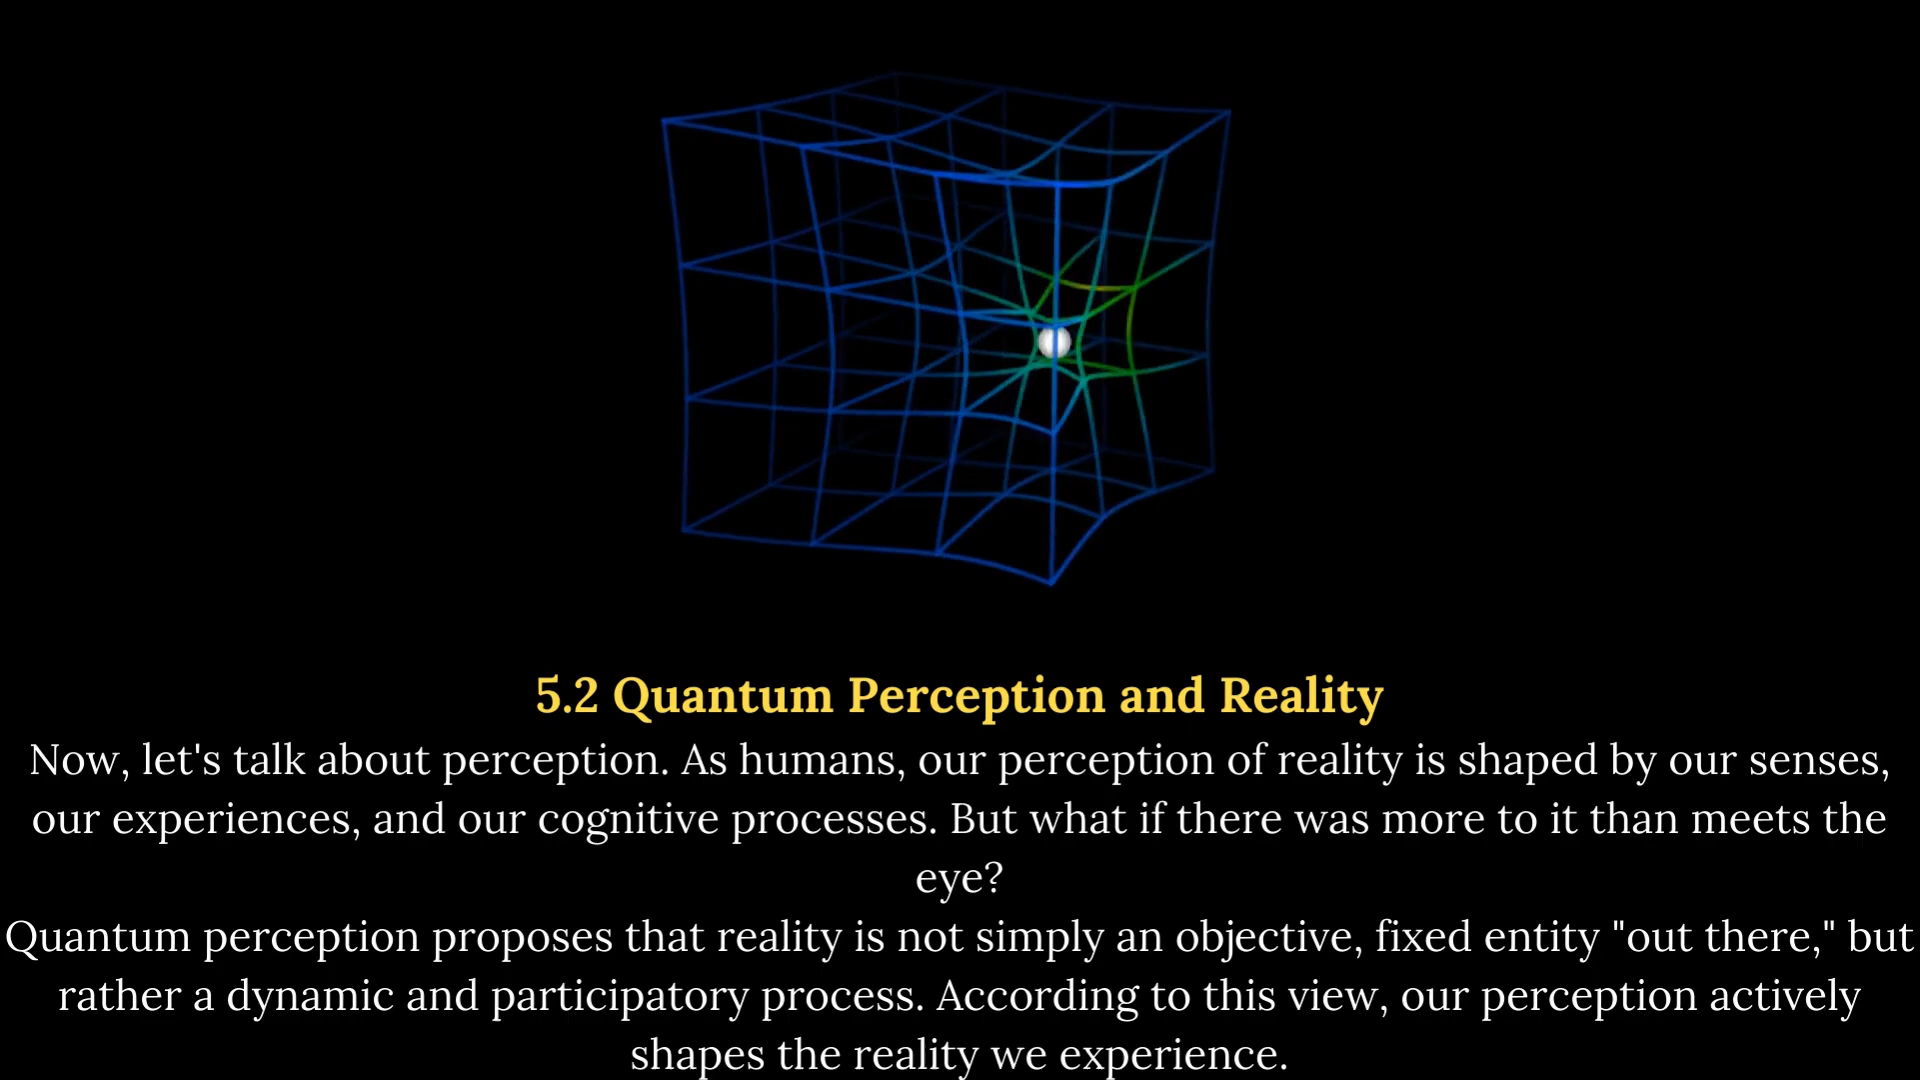 5.2 Quantum Perception and Reality
Now, let's talk about perception. As humans, our perception of reality is shaped by our senses,
our experiences, and our cognitive processes. But what if there was more to it than meets the
eye?
Quantum perception proposes that reality is not simply an objective, fixed entity "out there," but
rather a dynamic and participatory process. According to this view, our perception actively
shapes the reality we experience.